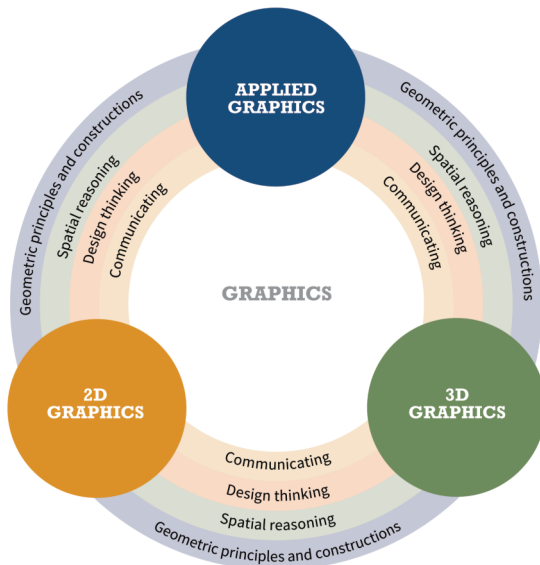 APPLIED
GRAPHICS
Geometric principles and constructions
Spatial reasoning
Design thinking
Communicating
Geometric principles and constructions
Spatial reasoning
Design thinking
Communicating
GRAPHICS
2D
GRAPHICS
3D
GRAPHICS
Communicating
Design thinking
Spatial reasoning
Geometric principles and constructions